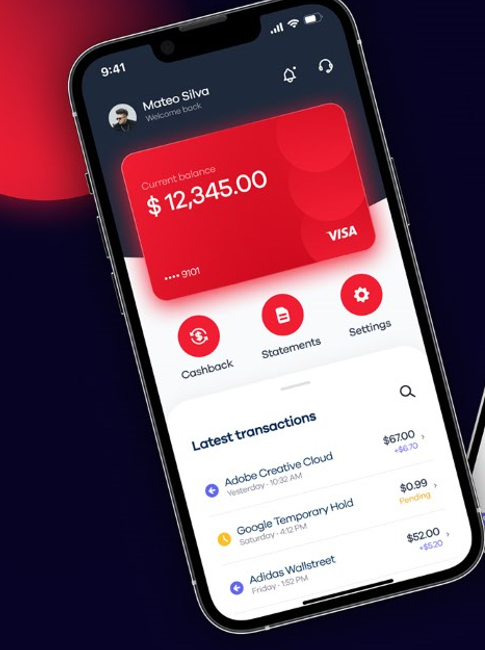 9:41
Mateo Silva
Welcome back
Current balance
$ 12,345.00
•••• 9101
VISA
Cashback
Statements
Settings
Latest transactions
Adobe Creative Cloud
Yesterday · 10:32 AM
$67.00
+$6.70
Google Temporary Hold
Saturday · 4:12 PM
$0.99
Pending
Adidas Wallstreet
Friday · 1:52 PM
$52.00
+$5.20